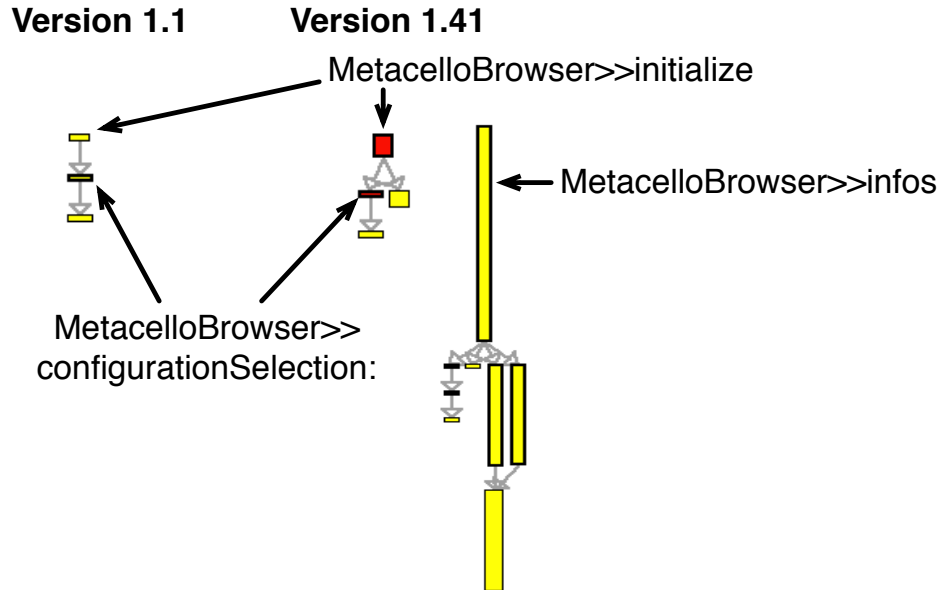 Version 1.1
Version 1.41
MetacelloBrowser>>initialize
MetacelloBrowser>>infos
MetacelloBrowser>>
configurationSelection: